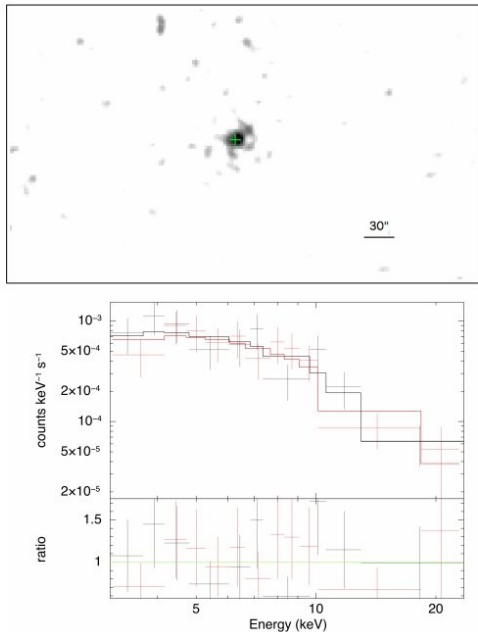 30"
10⁻³
5×10⁻⁴
2×10⁻⁴
10⁻⁴
5×10⁻⁵
2×10⁻⁵
counts keV⁻¹ s⁻¹
1.5
1
ratio
5 10 20
Energy (keV)